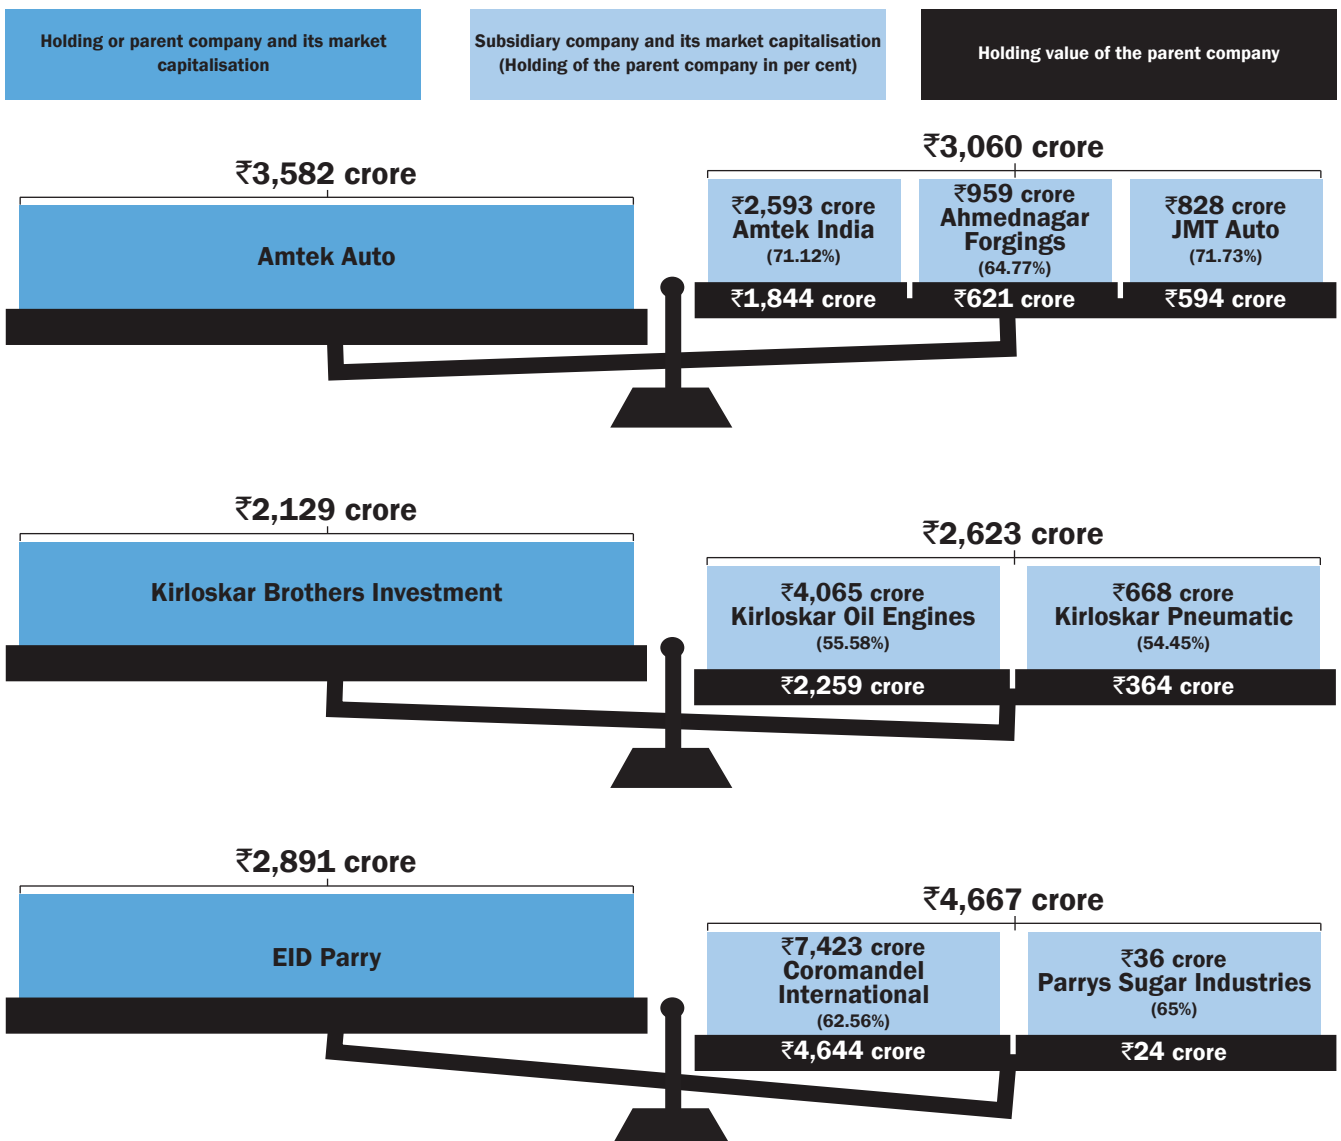 Holding or parent company and its market
capitalisation
Subsidiary company and its market capitalisation
(Holding of the parent company in per cent)
Holding value of the parent company
₹3,582 crore
Amtek Auto
₹3,060 crore
₹2,593 crore
Amtek India
(71.12%)
₹1,844 crore
₹959 crore
Ahmednagar
Forgings
(64.77%)
₹621 crore
₹828 crore
JMT Auto
(71.73%)
₹594 crore
₹2,129 crore
Kirloskar Brothers Investment
₹2,623 crore
₹4,065 crore
Kirloskar Oil Engines
(55.58%)
₹2,259 crore
₹668 crore
Kirloskar Pneumatic
(54.45%)
₹364 crore
₹2,891 crore
EID Parry
₹4,667 crore
₹7,423 crore
Coromandel
International
(62.56%)
₹4,644 crore
₹36 crore
Parrys Sugar Industries
(65%)
₹24 crore